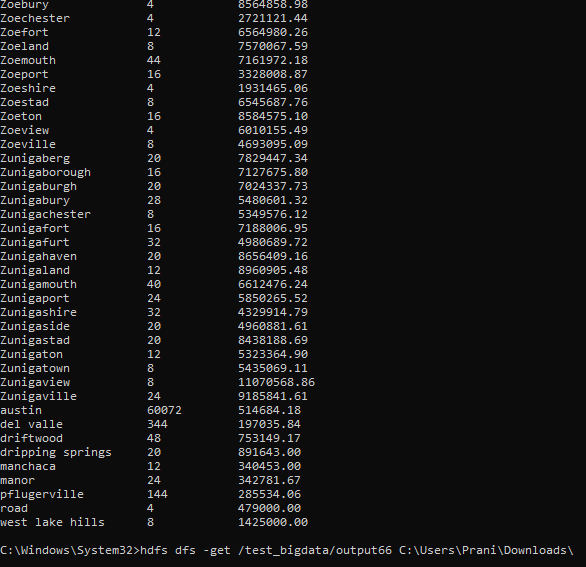 Zoebury 4 8564858.98
Zoechester 4 2721121.44
Zoefort 12 6564980.26
Zoeland 8 7570067.59
Zoemouth 44 7161972.18
Zoeport 16 3328008.87
Zoeshire 4 1931465.06
Zoestad 8 6545687.76
Zoeton 16 8584575.10
Zoeview 4 6010155.49
Zoeville 8 4693095.09
Zunigaberg 20 7829447.34
Zunigaborough 16 7127675.80
Zunigaburgh 20 7024337.73
Zunigabury 28 5480601.32
Zunigachester 8 5349576.12
Zunigafort 16 7188006.95
Zunigafurt 32 4980689.72
Zunigahaven 20 8656409.16
Zunigaland 12 8960905.48
Zunigamouth 40 6612476.24
Zunigaport 24 5850265.52
Zunigashire 32 4329914.79
Zunigaside 20 4960881.61
Zunigastad 20 8438188.69
Zunigaton 12 5323364.90
Zunigatown 8 5435069.11
Zunigaview 8 11070568.86
Zunigaville 24 9185841.61
austin 60072 514684.18
del valle 344 197035.84
driftwood 48 753149.17
dripping springs 20 891643.00
manchaca 12 340453.00
manor 24 342781.67
pflugerville 144 285534.06
road 4 479000.00
west lake hills 8 1425000.00
C:\Windows\System32>hdfs dfs -get /test_bigdata/output66 C:\Users\Prani\Downloads\